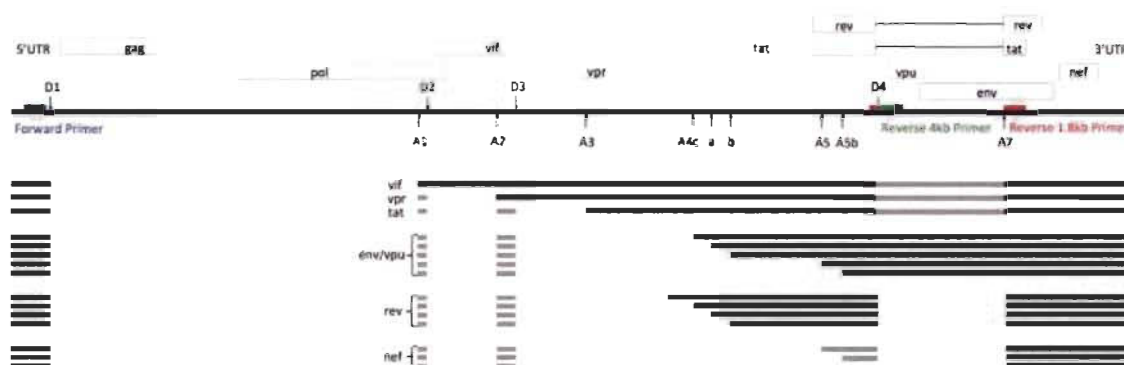 rev rev
5'UTR gag vif tat tat 3'UTR
pol vpr vpu nef
D1 D2 D3 D4 env
Forward Primer Reverse 4kb Primer Reverse 1.8kb Primer
A1 A2 A3 A4c a b A5 A5b A7
vif
vpr
tat
env/vpu
rev
nef